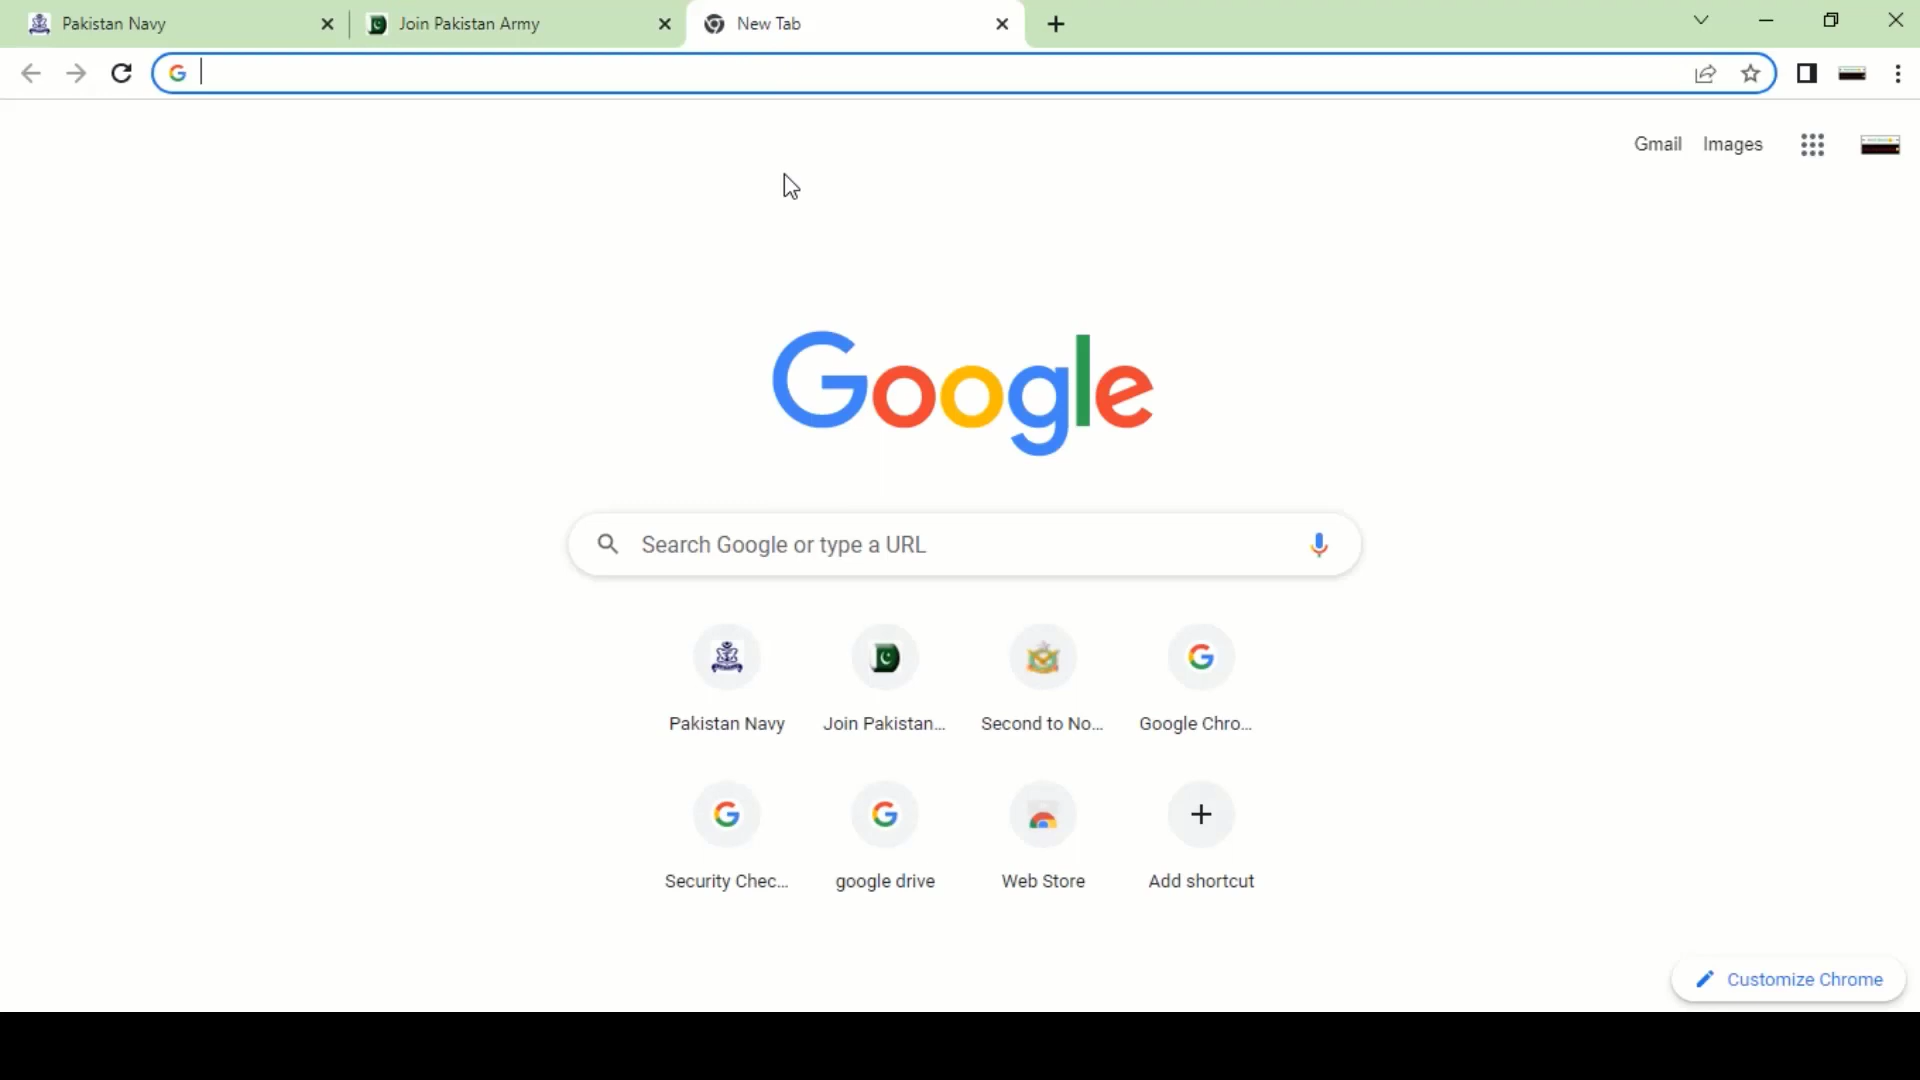 Pakistan Navy
Join Pakistan Army
New Tab
Gmail
Images
Google
Search Google or type a URL
Pakistan Navy
Join Pakistan...
Second to No...
Google Chro...
Security Chec...
google drive
Web Store
Add shortcut
Customize Chrome